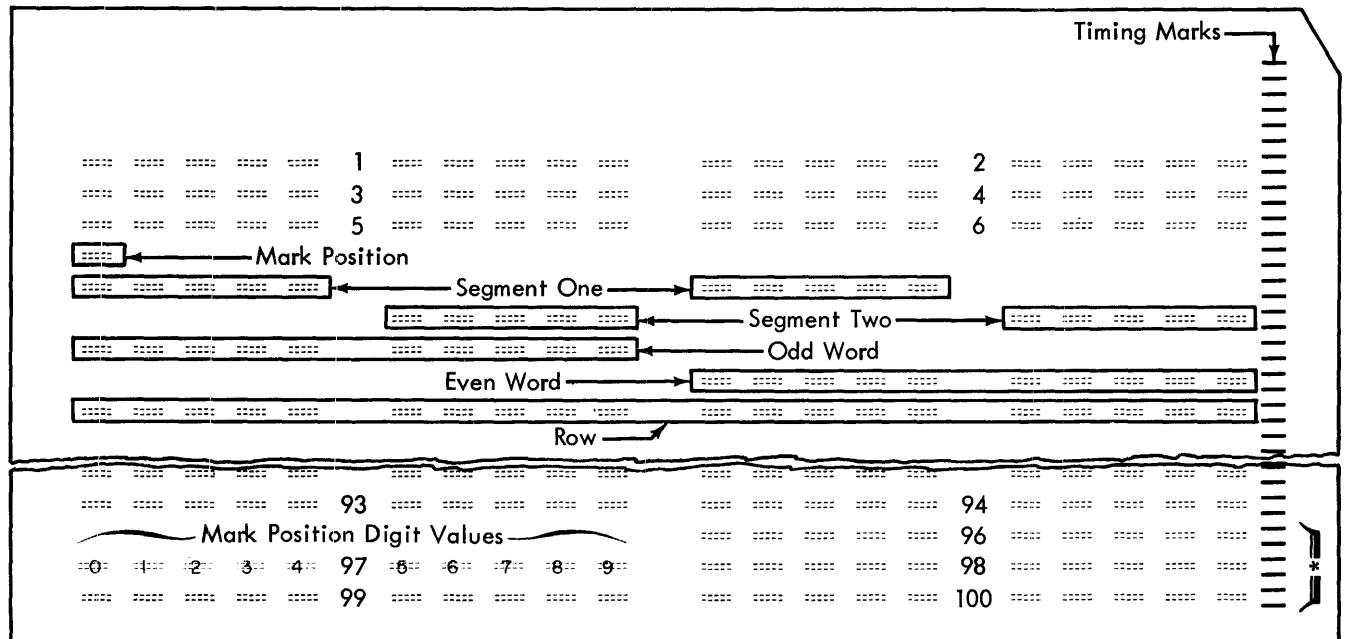 Timing Marks
1 2
3 4
5 6
Mark Position
Segment One
Segment Two
Odd Word
Even Word
Row
93 94
Mark Position Digit Values 96
0 1 2 3 4 97 5 6 7 8 9 98 *
99 100